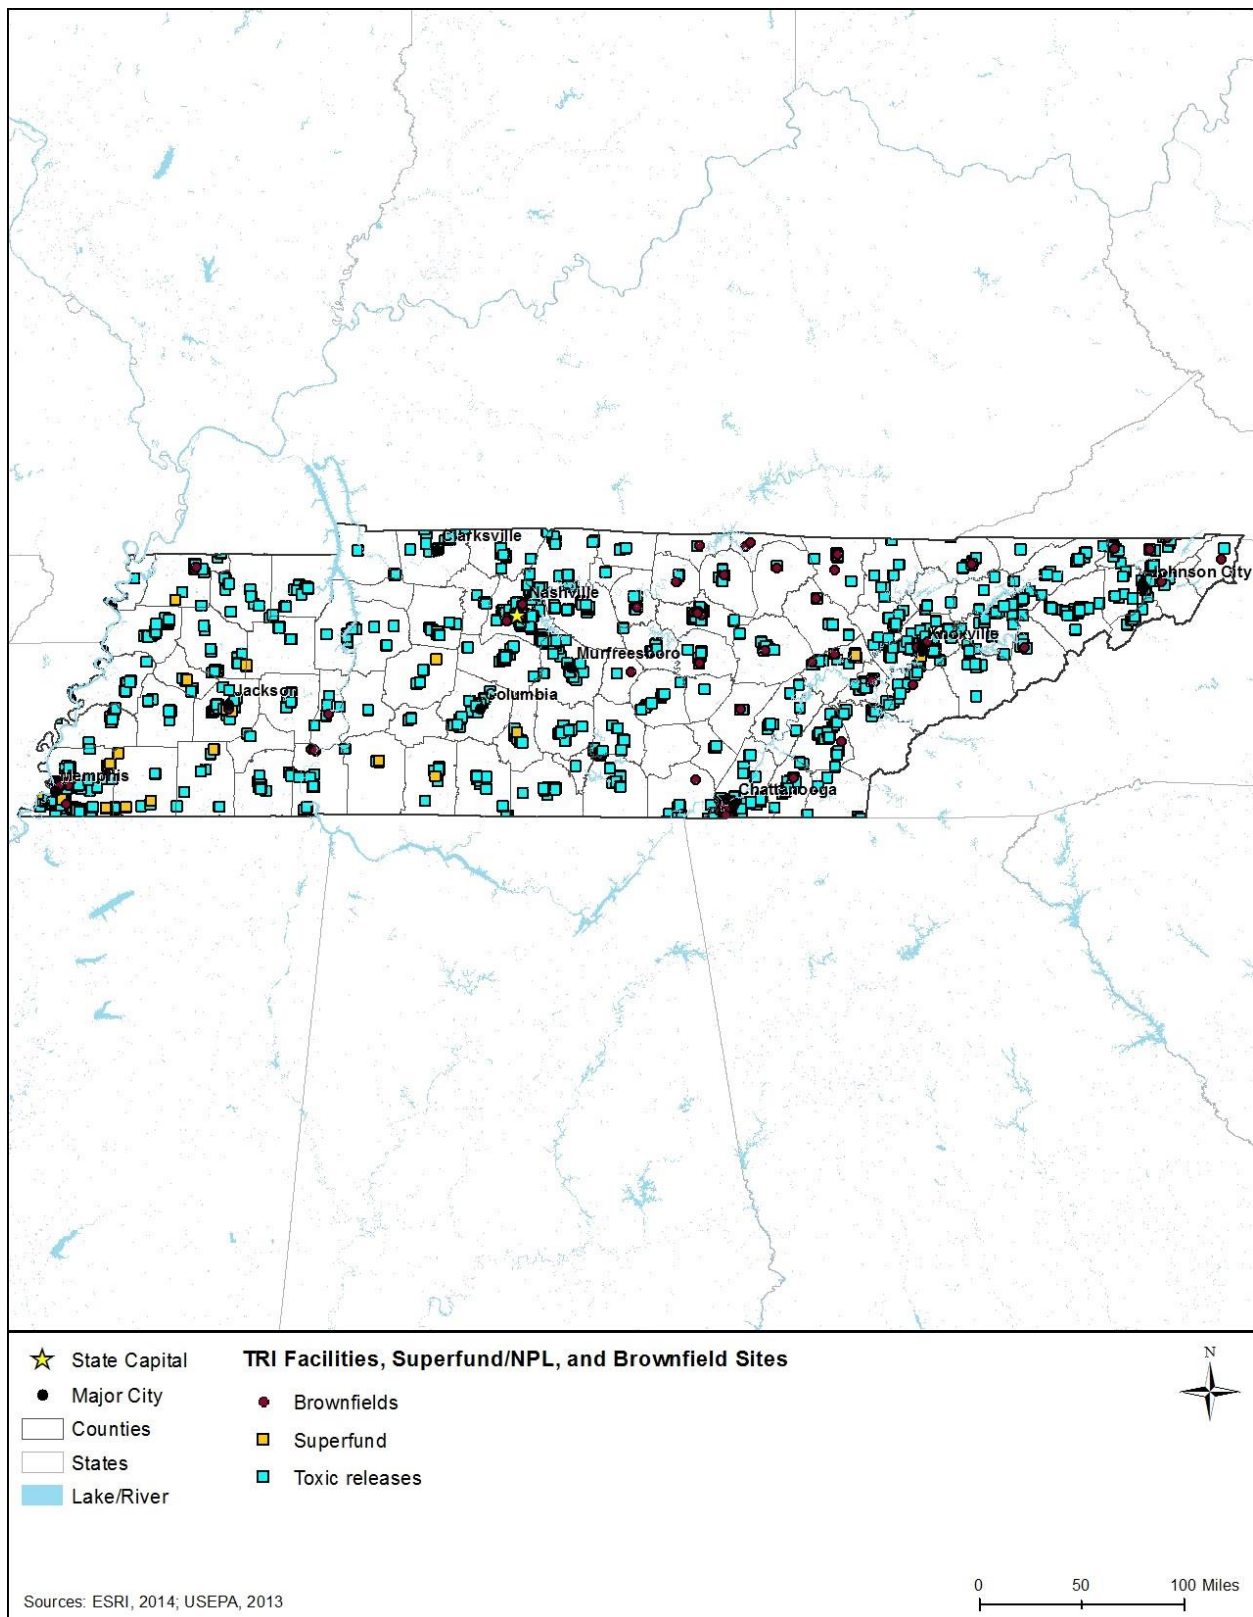 Clarksville
Johnson City
Nashville
Knoxville
Murfreesboro
Jackson
Columbia
Memphis
Chattanooga
State Capital
Major City
Counties
States
Lake/River
TRI Facilities, Superfund/NPL, and Brownfield Sites
Brownfields
Superfund
Toxic releases
N
Sources: ESRI, 2014; USEPA, 2013
0 50 100 Miles